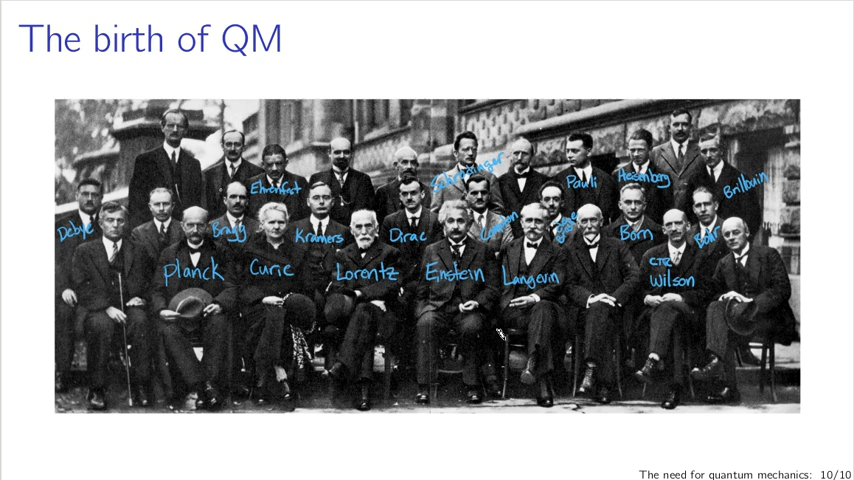 The birth of QM
Ehrenfest
Schrodinger
Pauli
Heisenberg
Brillouin
Debye
Bragg
Kramers
Dirac
Compton
Born
Bohr
Planck
Curie
Lorentz
Einstein
Langevin
CTR
Wilson
The need for quantum mechanics: 10/10